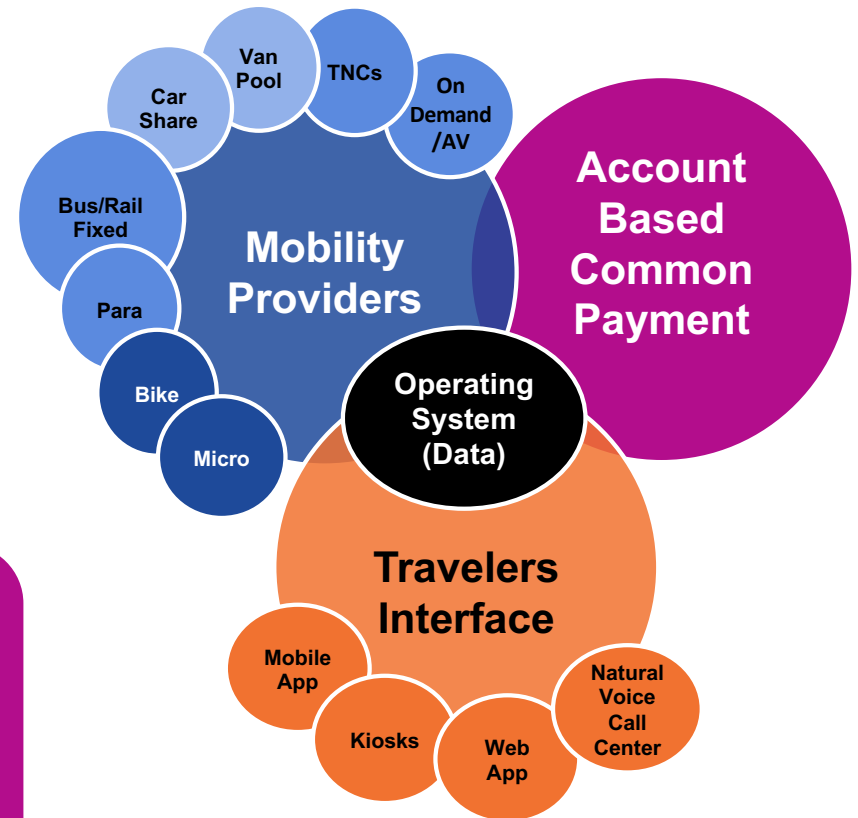 Van
Pool
TNCs
On
Demand
/AV
Car
Share
Bus/Rail
Fixed
Para
Bike
Micro
Mobility
Providers
Account
Based
Common
Payment
Operating
System
(Data)
Travelers
Interface
Mobile
App
Kiosks
Web
App
Natural
Voice
Call
Center